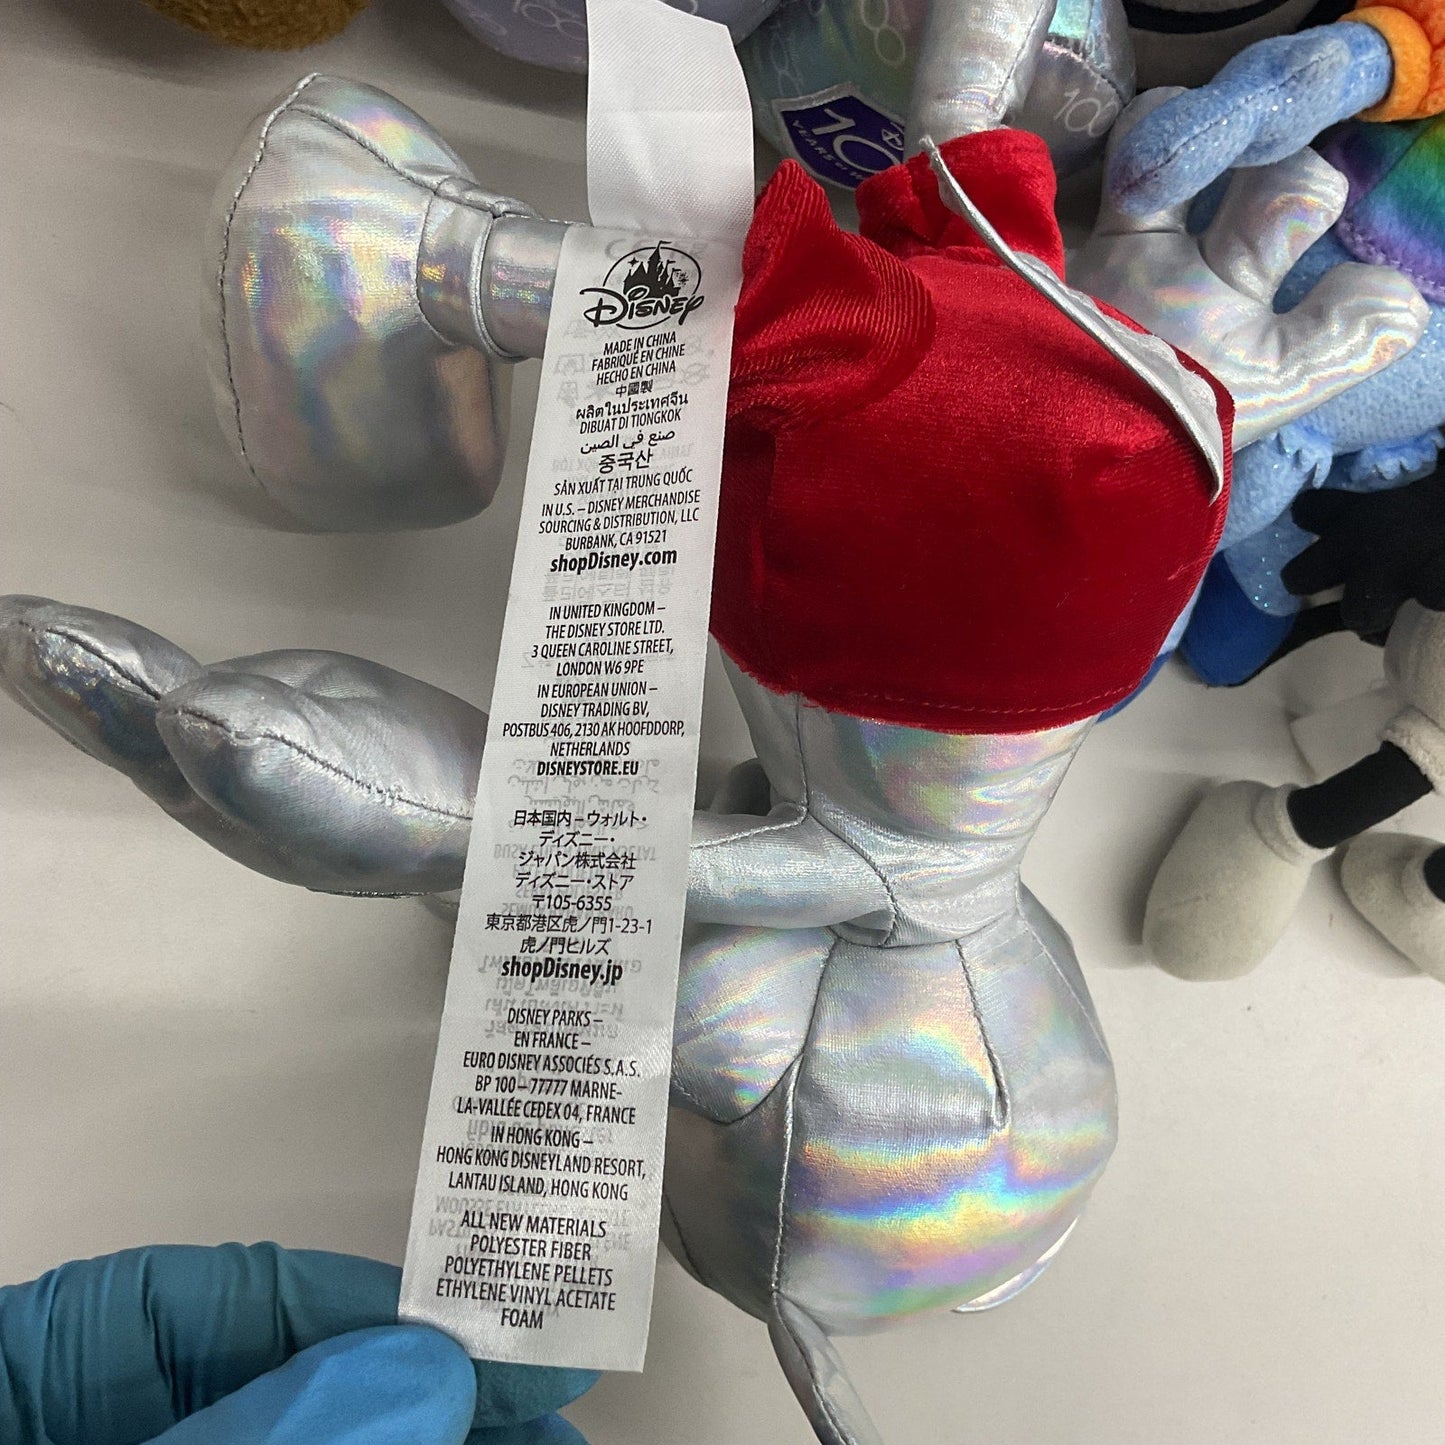 100
100
100
YEARS of
DISNEY
MADE IN CHINA
FABRIQUÉ EN CHINE
HECHO EN CHINA
中國製
ผลิตในประเทศจีน
DIBUAT DI TIONGKOK
صنع في الصين
중국산
SẢN XUẤT TẠI TRUNG QUỐC
IN U.S. – DISNEY MERCHANDISE
SOURCING & DISTRIBUTION, LLC
BURBANK, CA 91521
shopDisney.com
IN UNITED KINGDOM –
THE DISNEY STORE LTD.
3 QUEEN CAROLINE STREET,
LONDON W6 9PE
IN EUROPEAN UNION –
DISNEY TRADING BV,
POSTBUS 406, 2130 AK HOOFDDORP,
NETHERLANDS
DISNEYSTORE.EU
日本国内 – ウォルト・
ディズニー・
ジャパン株式会社
ディズニー・ストア
〒105-6355
東京都港区虎ノ門1-23-1
虎ノ門ヒルズ
shopDisney.jp
DISNEY PARKS –
EN FRANCE –
EURO DISNEY ASSOCIÉS S.A.S.
BP 100 – 77777 MARNE-
LA-VALLÉE CEDEX 04, FRANCE
IN HONG KONG –
HONG KONG DISNEYLAND RESORT,
LANTAU ISLAND, HONG KONG
ALL NEW MATERIALS
POLYESTER FIBER
POLYETHYLENE PELLETS
ETHYLENE VINYL ACETATE
FOAM